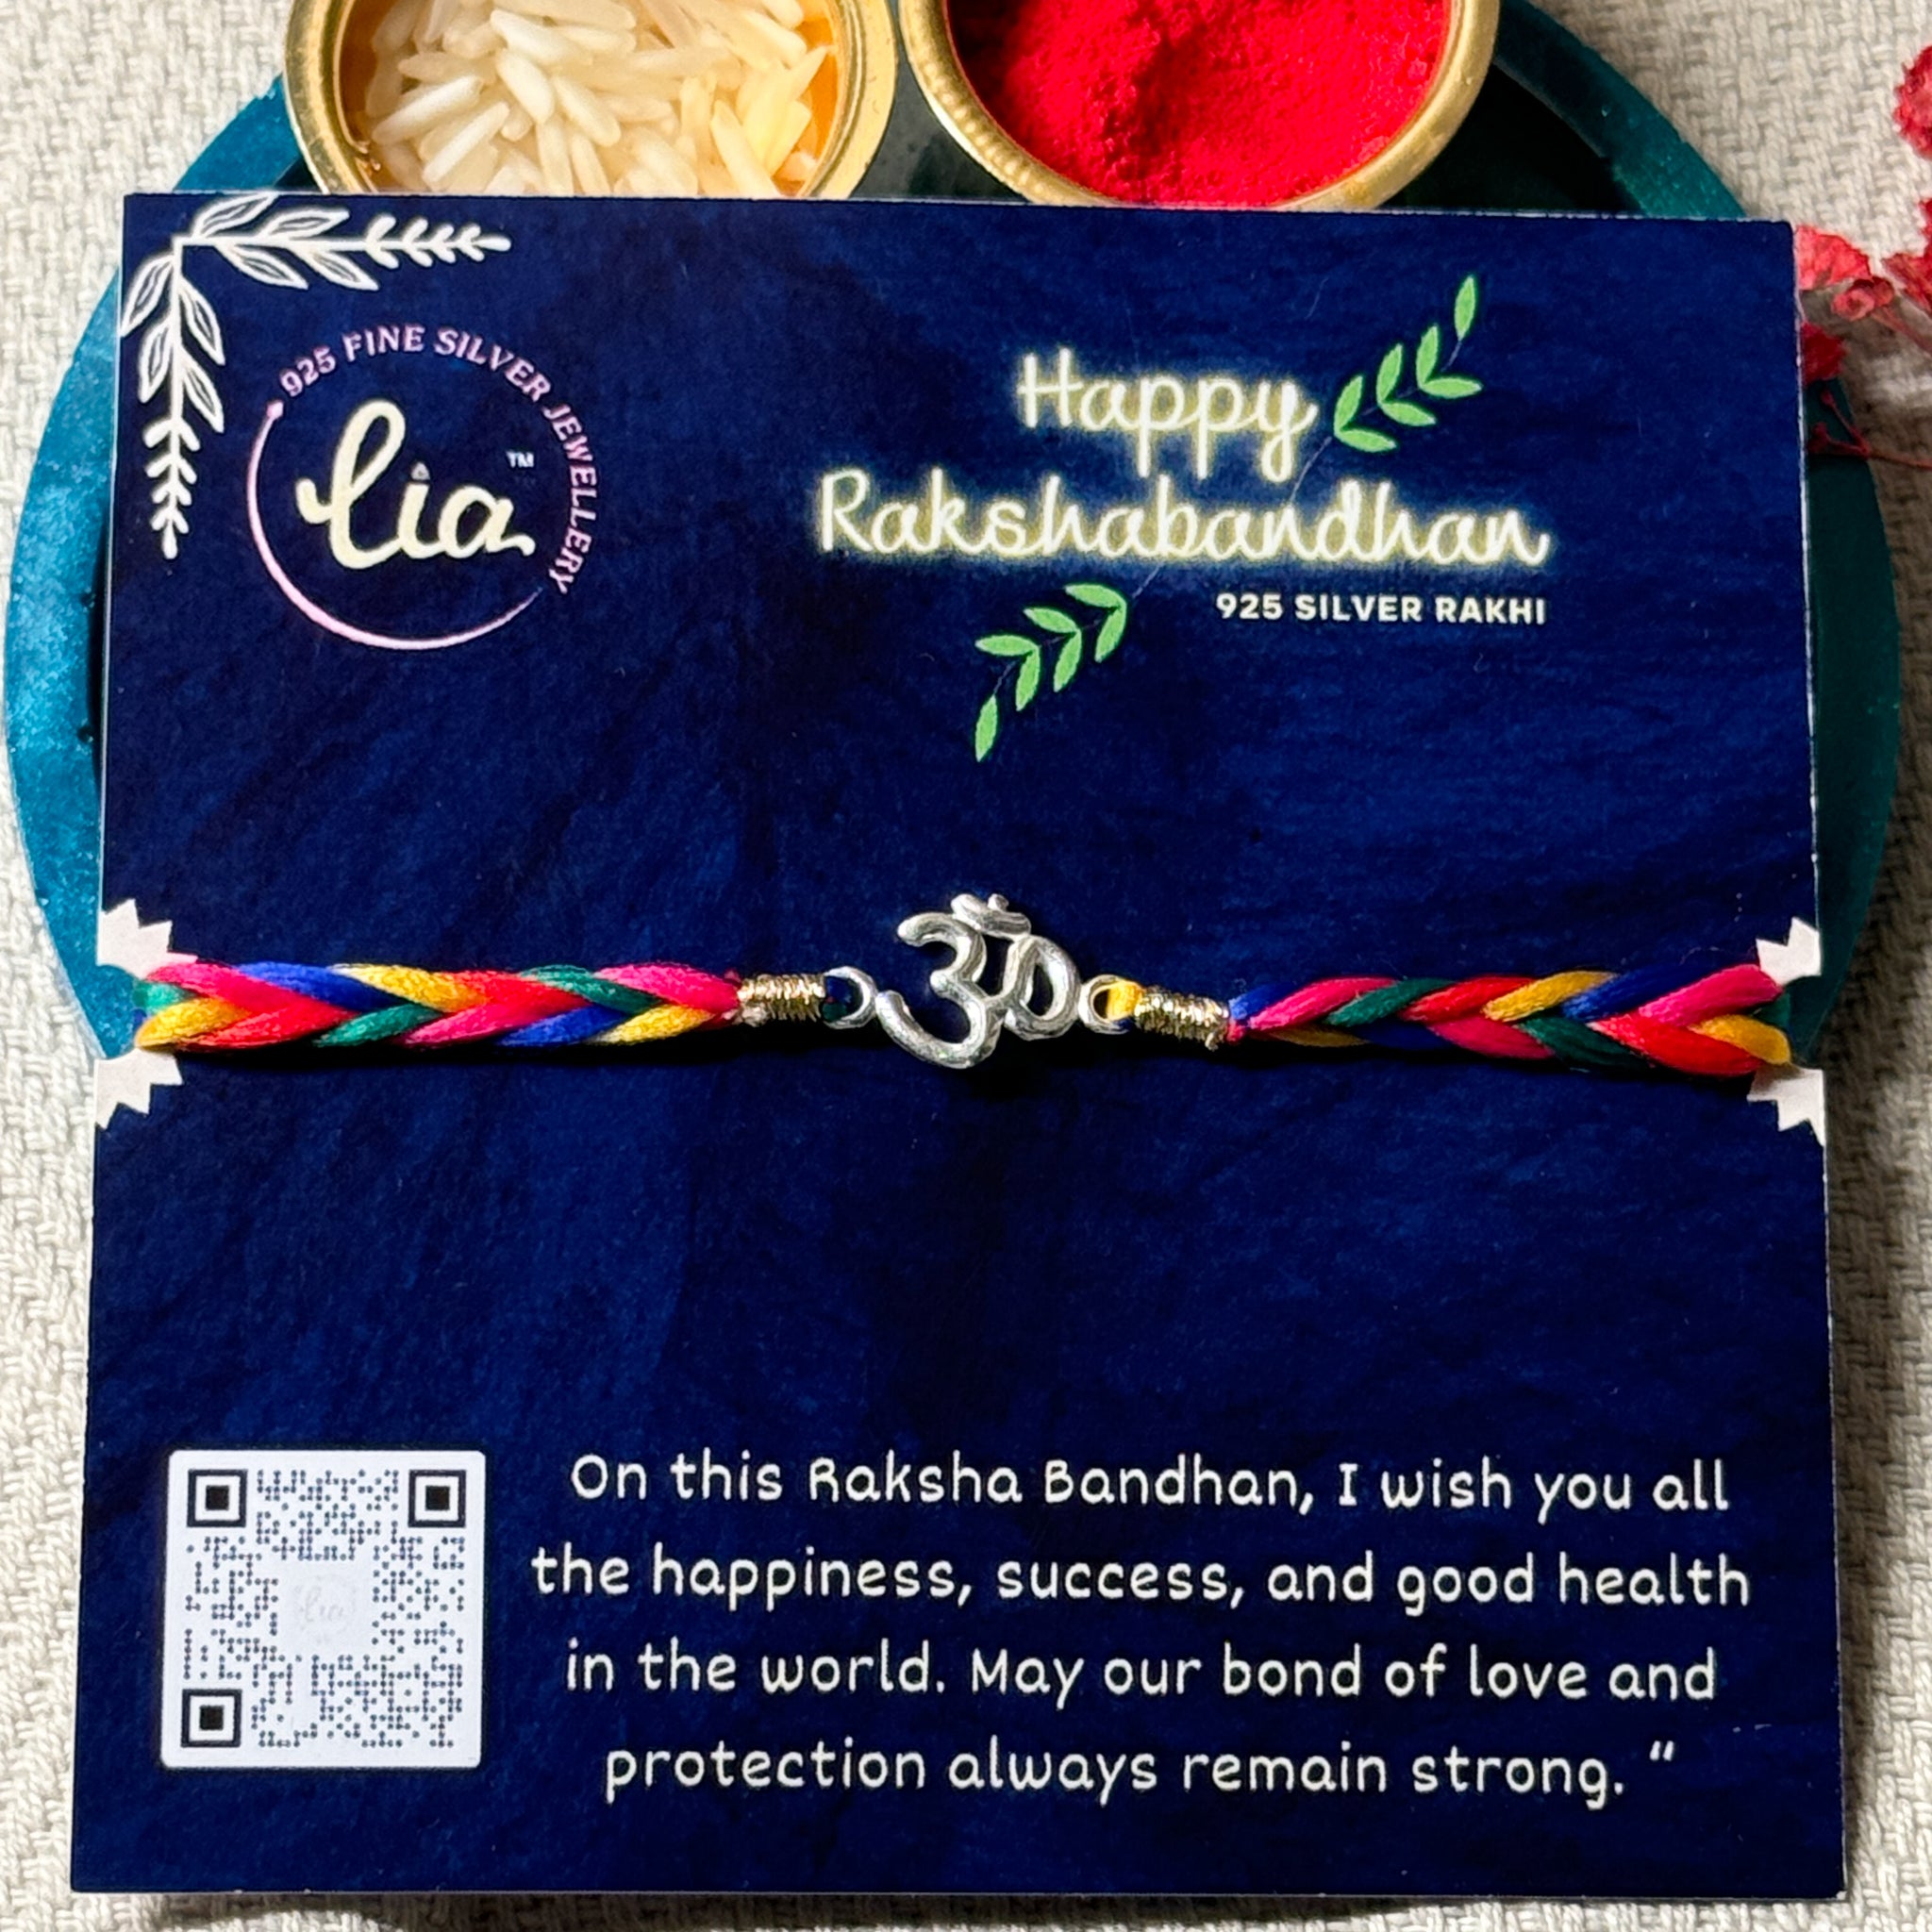 925 FINE SILVER JEWELLERY
lia
TM
Happy
Rakshabandhan
925 SILVER RAKHI
ॐ
On this Raksha Bandhan, I wish you all
the happiness, success, and good health
in the world. May our bond of love and
protection always remain strong. “
lia